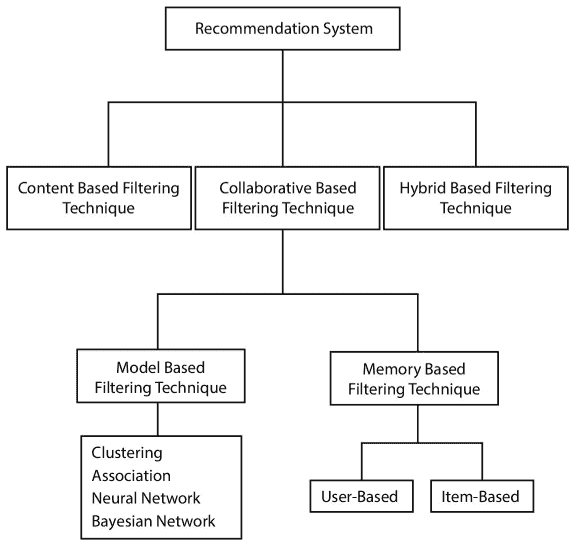 Recommendation System
Content Based Filtering
Technique
Collaborative Based
Filtering Technique
Hybrid Based Filtering
Technique
Model Based
Filtering Technique
Memory Based
Filtering Technique
Clustering
Association
Neural Network
Bayesian Network
User-Based
Item-Based